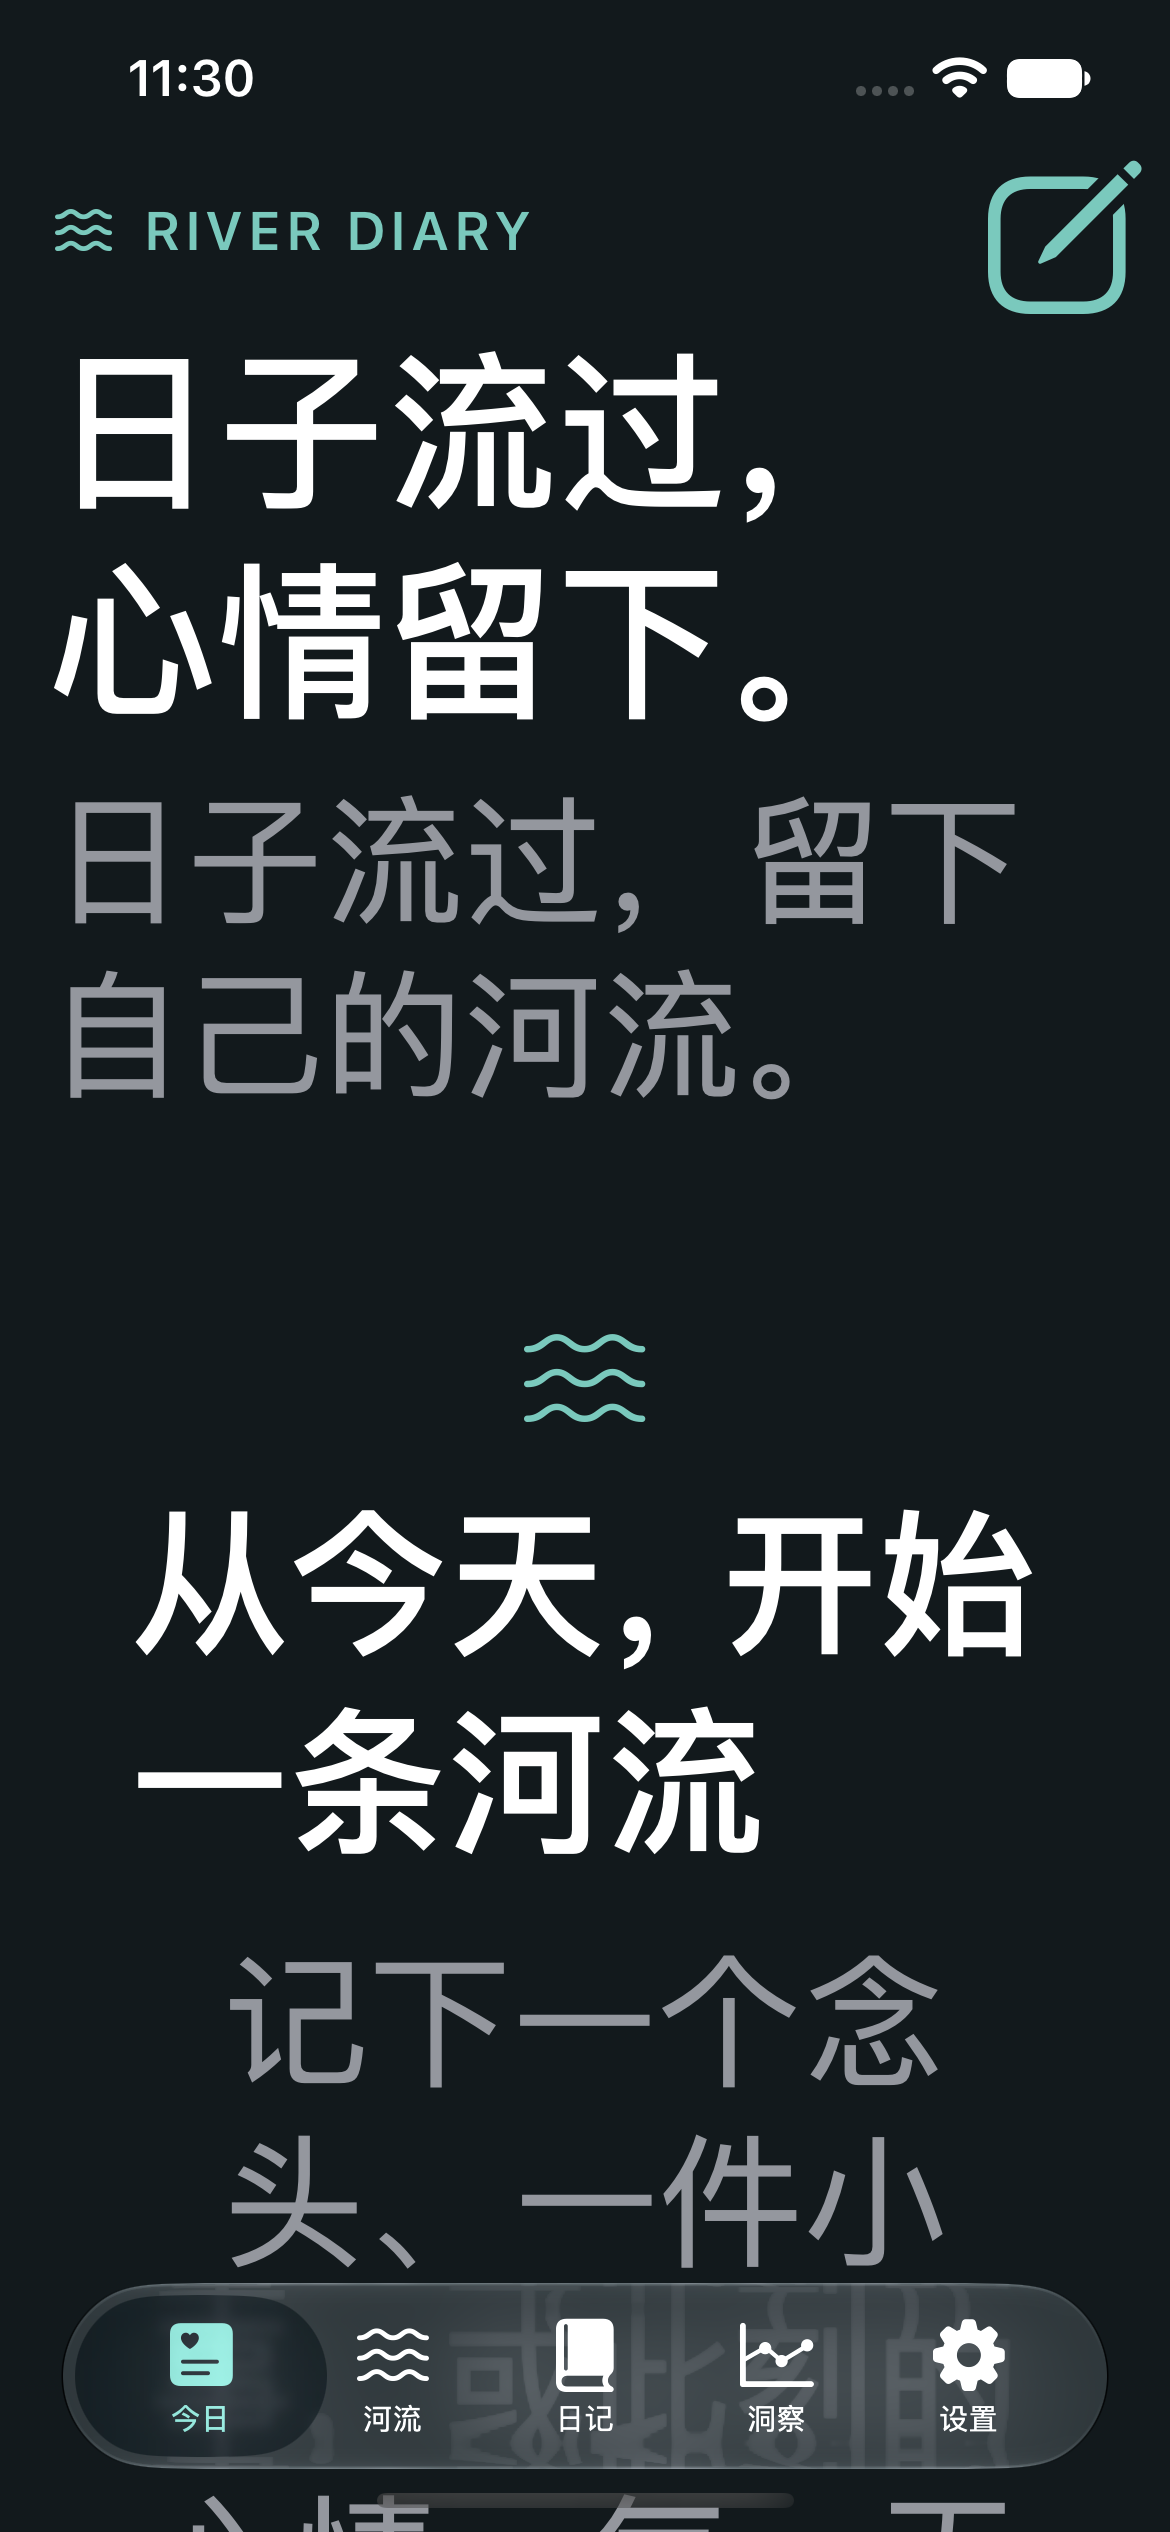 11:30
RIVER DIARY
日子流过，
心情留下。
日子流过，留下
自己的河流。
从今天，开始
一条河流
记下一个念
头、一件小
今日
河流
日记
洞察
设置